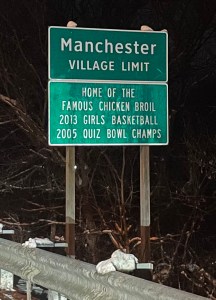 Manchester
VILLAGE LIMIT
HOME OF THE
FAMOUS CHICKEN BROIL
2013 GIRLS BASKETBALL
2005 QUIZ BOWL CHAMPS